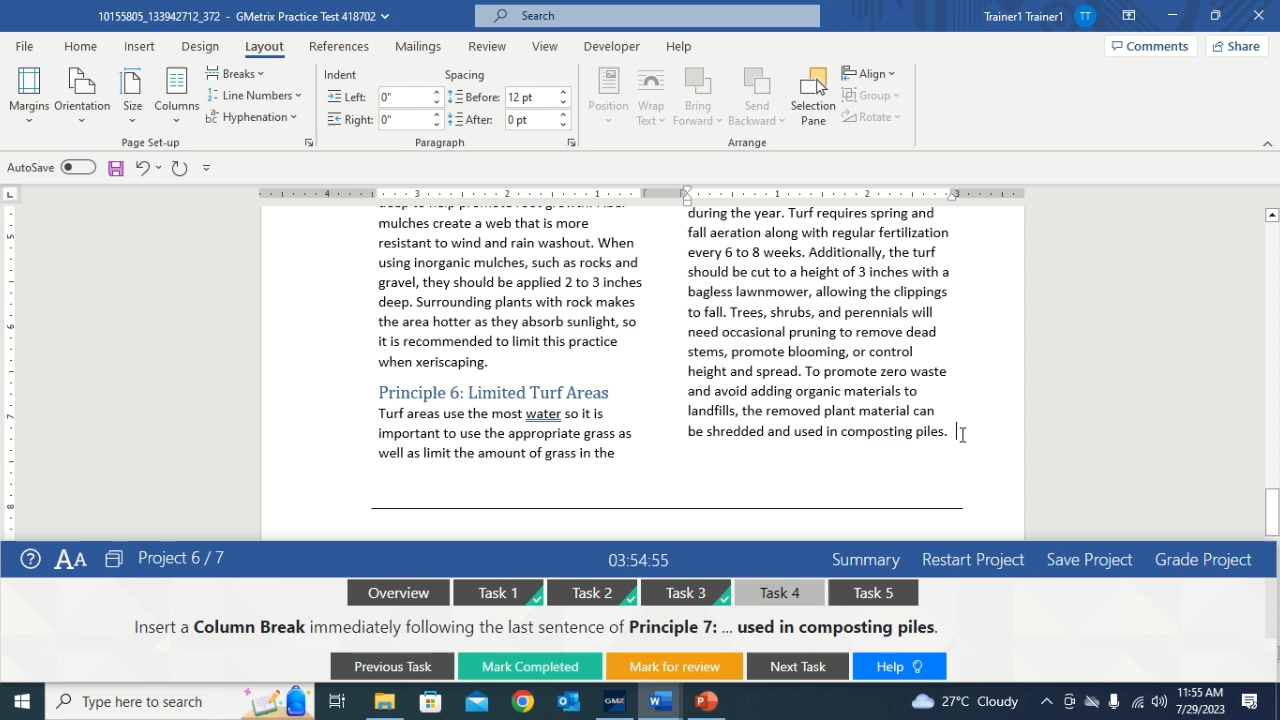 10155805_133942712_372 - GMetrix Practice Test 418702
Search
Trainer1 Trainer1
TT
File
Home
Insert
Design
Layout
References
Mailings
Review
View
Developer
Help
Comments
Share
Margins
Orientation
Size
Columns
Breaks
Line Numbers
Hyphenation
Page Set-up
Indent
Left: 0"
Right: 0"
Spacing
Before: 12 pt
After: 0 pt
Paragraph
Position
Wrap Text
Bring Forward
Send Backward
Selection Pane
Align
Group
Rotate
Arrange
AutoSave
4 3 2 1 1 2 3
mulches create a web that is more
resistant to wind and rain washout. When
using inorganic mulches, such as rocks and
gravel, they should be applied 2 to 3 inches
deep. Surrounding plants with rock makes
the area hotter as they absorb sunlight, so
it is recommended to limit this practice
when xeriscaping.
Principle 6: Limited Turf Areas
Turf areas use the most water so it is
important to use the appropriate grass as
well as limit the amount of grass in the
during the year. Turf requires spring and
fall aeration along with regular fertilization
every 6 to 8 weeks. Additionally, the turf
should be cut to a height of 3 inches with a
bagless lawnmower, allowing the clippings
to fall. Trees, shrubs, and perennials will
need occasional pruning to remove dead
stems, promote blooming, or control
height and spread. To promote zero waste
and avoid adding organic materials to
landfills, the removed plant material can
be shredded and used in composting piles.
5
6
7
8
Project 6 / 7
03:54:55
Summary
Restart Project
Save Project
Grade Project
Overview
Task 1
Task 2
Task 3
Task 4
Task 5
Insert a Column Break immediately following the last sentence of Principle 7: ... used in composting piles.
Previous Task
Mark Completed
Mark for review
Next Task
Help
Type here to search
27°C Cloudy
11:55 AM
7/29/2023